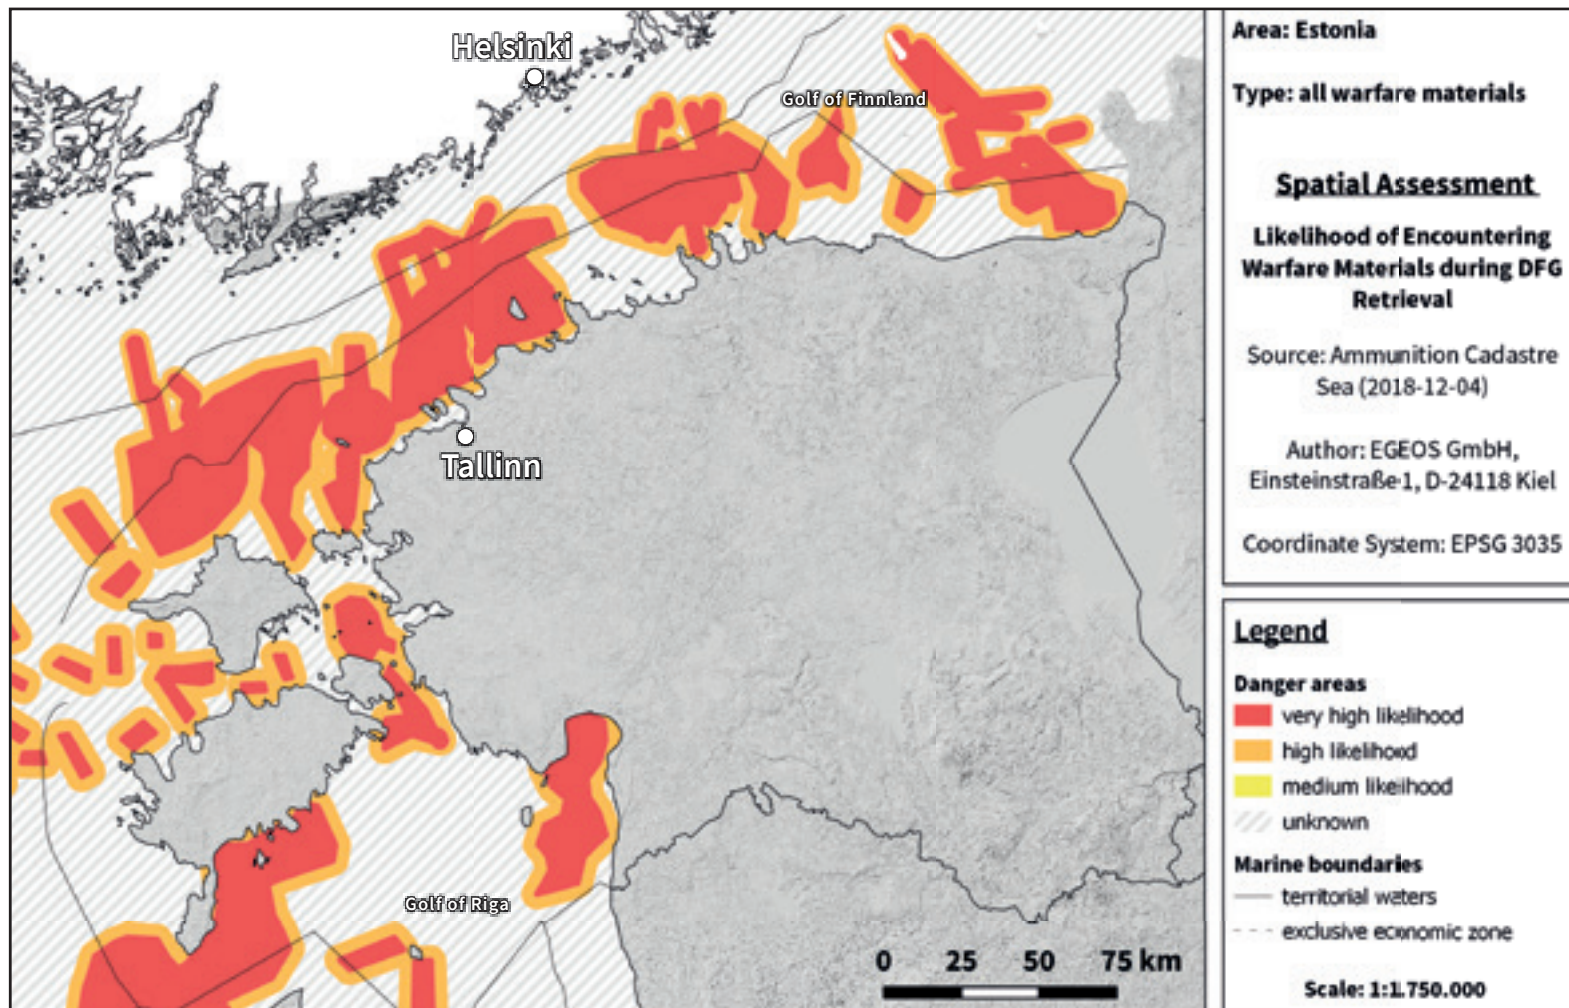 Helsinki
Golf of Finnland
Tallinn
Golf of Riga
0 25 50 75 km
Area: Estonia
Type: all warfare materials
Spatial Assessment
Likelihood of Encountering
Warfare Materials during DFG
Retrieval
Source: Ammunition Cadastre
Sea (2018-12-04)
Author: EGEOS GmbH,
Einsteinstraße 1, D-24118 Kiel
Coordinate System: EPSG 3035
Legend
Danger areas
very high likelihood
high likelihood
medium likelihood
unknown
Marine boundaries
territorial waters
exclusive economic zone
Scale: 1:1.750.000